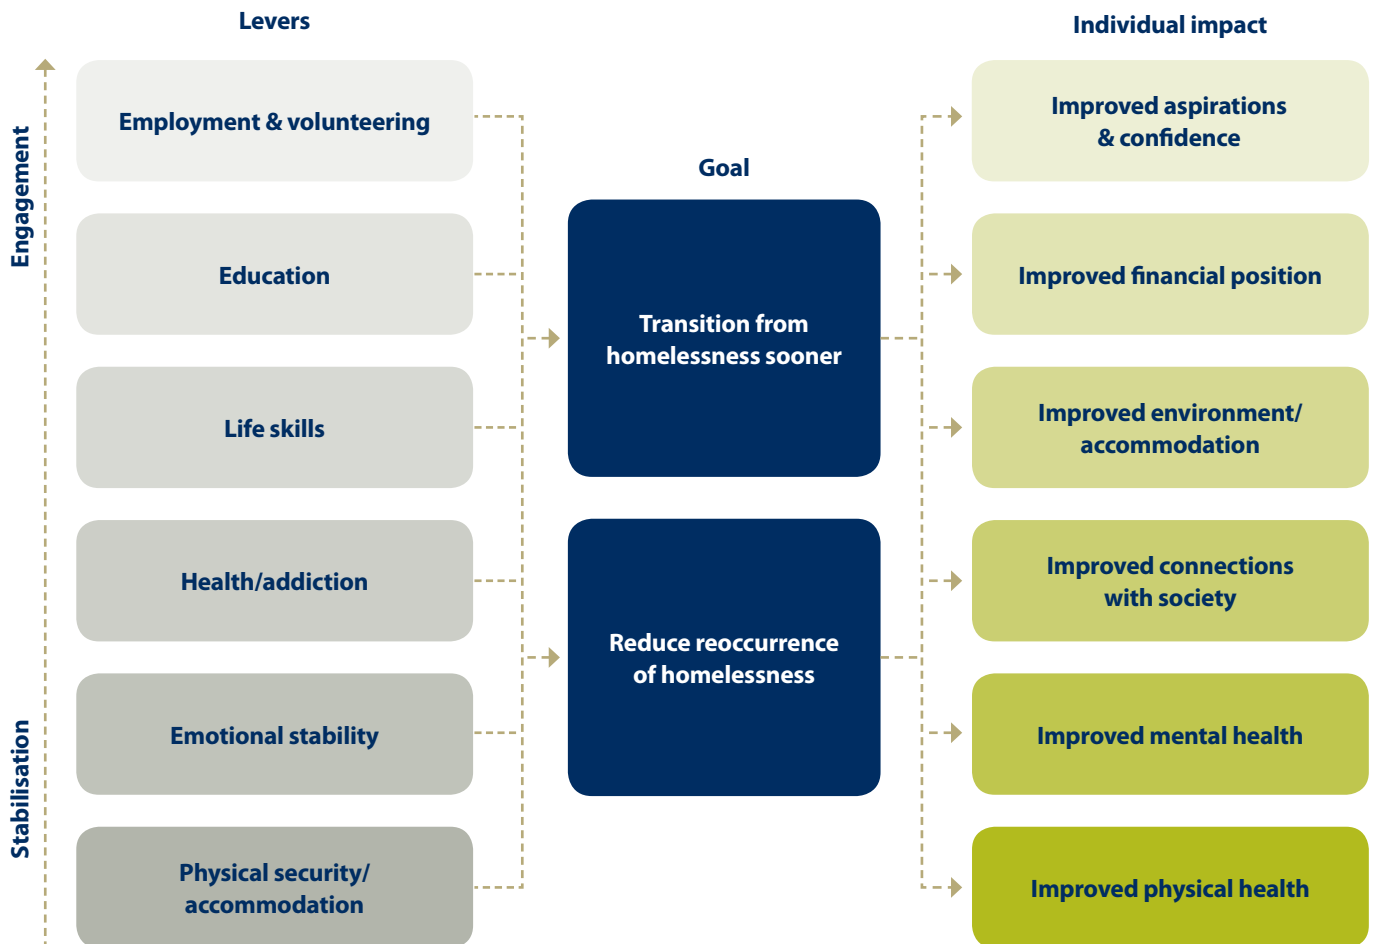 Levers
Individual impact
Goal
Engagement
Stabilisation
Employment & volunteering
Education
Life skills
Health/addiction
Emotional stability
Physical security/
accommodation
Transition from
homelessness sooner
Reduce reoccurrence
of homelessness
Improved aspirations
& confidence
Improved financial position
Improved environment/
accommodation
Improved connections
with society
Improved mental health
Improved physical health